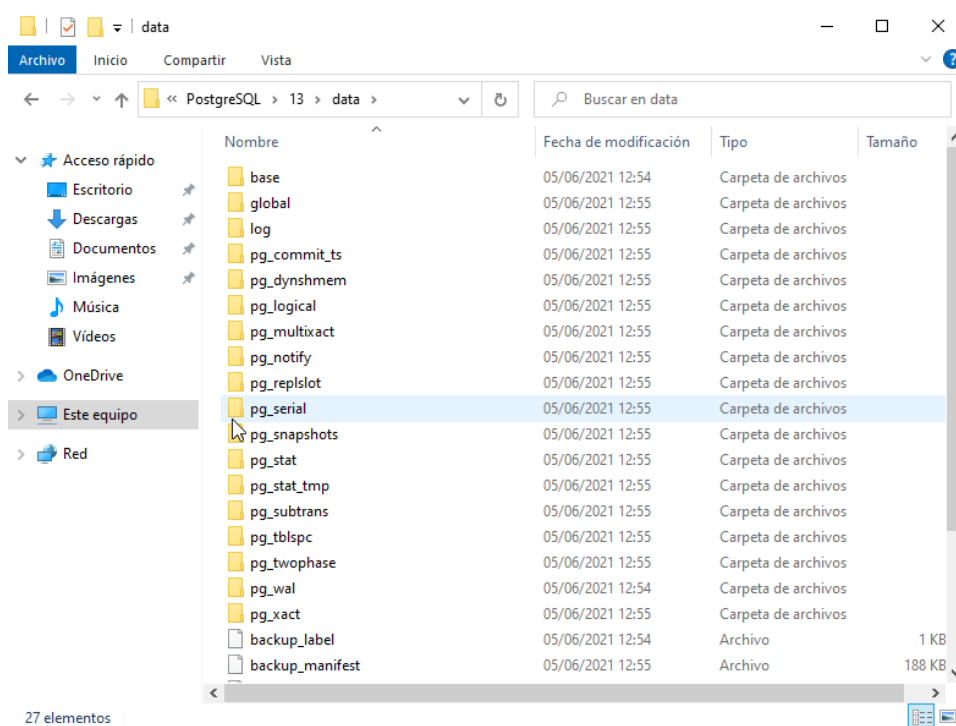 data
Archivo Inicio Compartir Vista
« PostgreSQL > 13 > data > Buscar en data
Nombre Fecha de modificación Tipo Tamaño
Acceso rápido
Escritorio
Descargas
Documentos
Imágenes
Música
Vídeos
OneDrive
Este equipo
Red
base 05/06/2021 12:54 Carpeta de archivos
global 05/06/2021 12:55 Carpeta de archivos
log 05/06/2021 12:55 Carpeta de archivos
pg_commit_ts 05/06/2021 12:55 Carpeta de archivos
pg_dynshmem 05/06/2021 12:55 Carpeta de archivos
pg_logical 05/06/2021 12:55 Carpeta de archivos
pg_multixact 05/06/2021 12:55 Carpeta de archivos
pg_notify 05/06/2021 12:55 Carpeta de archivos
pg_replslot 05/06/2021 12:55 Carpeta de archivos
pg_serial 05/06/2021 12:55 Carpeta de archivos
pg_snapshots 05/06/2021 12:55 Carpeta de archivos
pg_stat 05/06/2021 12:55 Carpeta de archivos
pg_stat_tmp 05/06/2021 12:55 Carpeta de archivos
pg_subtrans 05/06/2021 12:55 Carpeta de archivos
pg_tblspc 05/06/2021 12:55 Carpeta de archivos
pg_twophase 05/06/2021 12:55 Carpeta de archivos
pg_wal 05/06/2021 12:54 Carpeta de archivos
pg_xact 05/06/2021 12:55 Carpeta de archivos
backup_label 05/06/2021 12:54 Archivo 1 KB
backup_manifest 05/06/2021 12:55 Archivo 188 KB
27 elementos